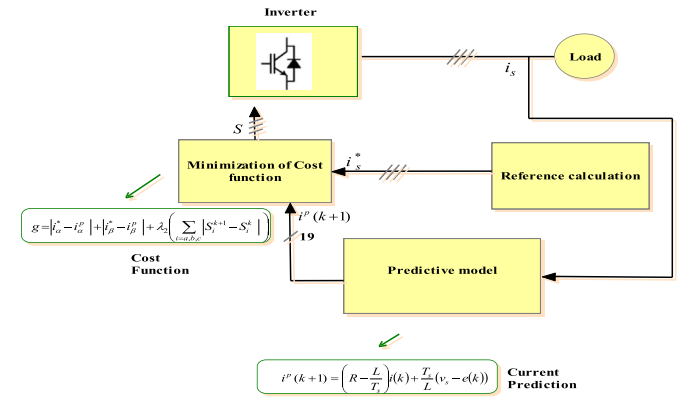 Inverter
Load
i_s
S
Minimization of Cost
function
i_s^*
Reference calculation
i^p (k+1)
19
g=|i_α^* − i_α^p| + |i_β^* − i_β^p| + λ_2( ∑_{i=a,b,c} |S_i^{k+1} − S_i^k| )
Cost
Function
Predictive model
i^p (k+1) = (R − L/T_s) i(k) + T_s/L (v_s − e(k))
Current
Prediction